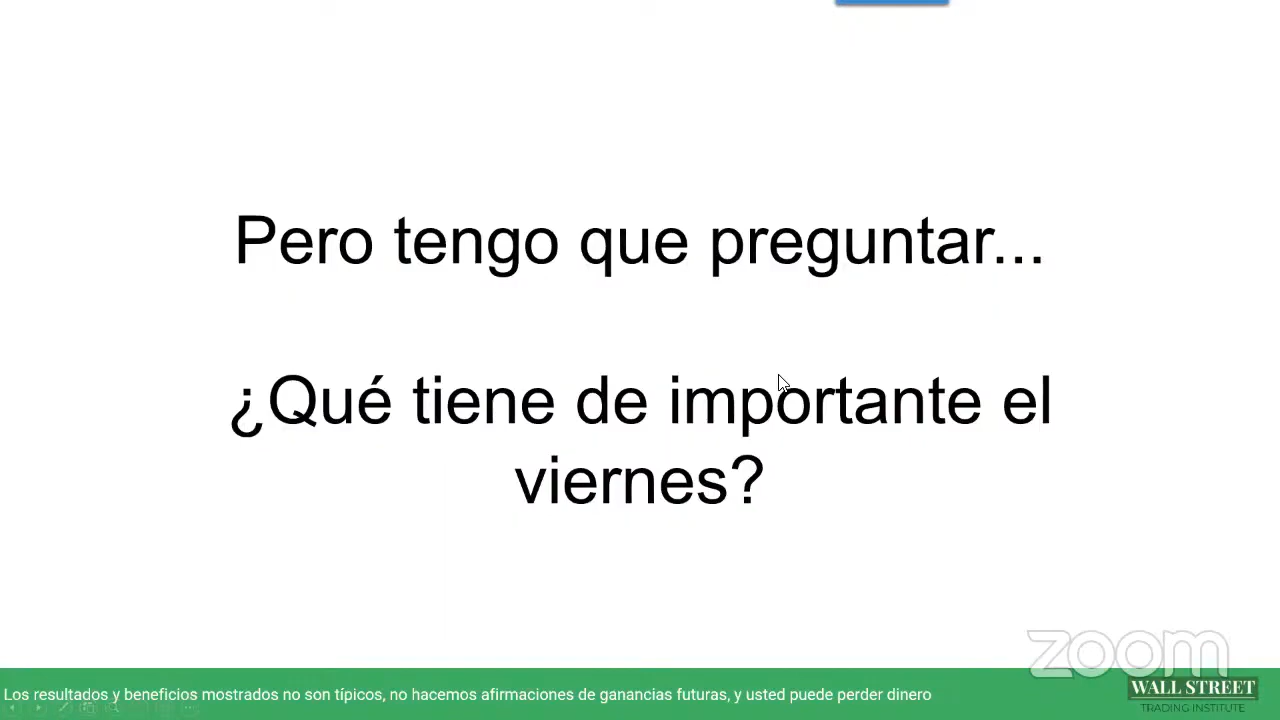 Pero tengo que preguntar...
¿Qué tiene de importante el
viernes?
zoom
Los resultados y beneficios mostrados no son típicos, no hacemos afirmaciones de ganancias futuras, y usted puede perder dinero
WALL STREET
TRADING INSTITUTE